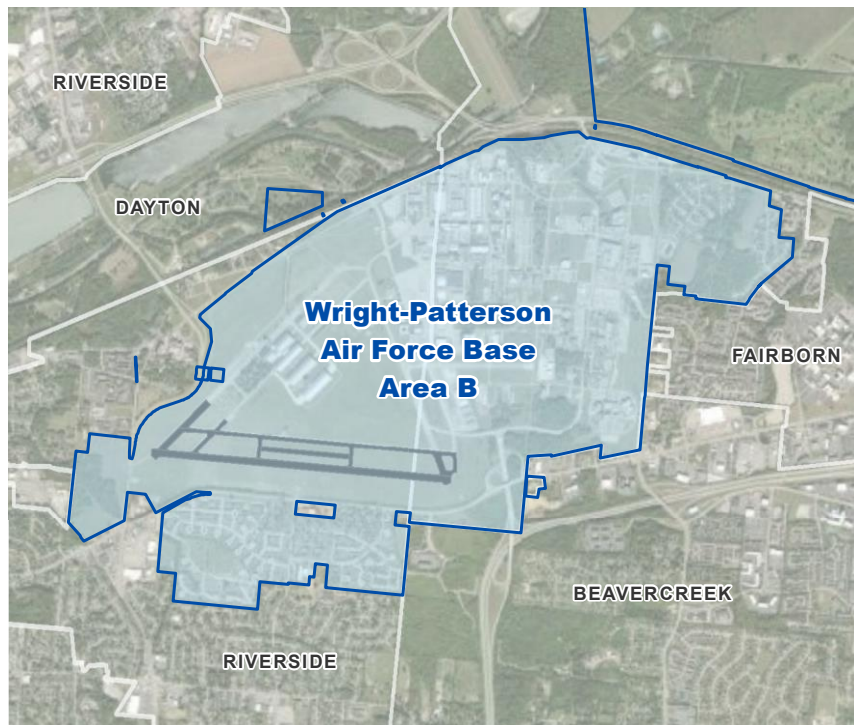 RIVERSIDE
DAYTON
Wright-Patterson
Air Force Base
Area B
FAIRBORN
BEAVERCREEK
RIVERSIDE